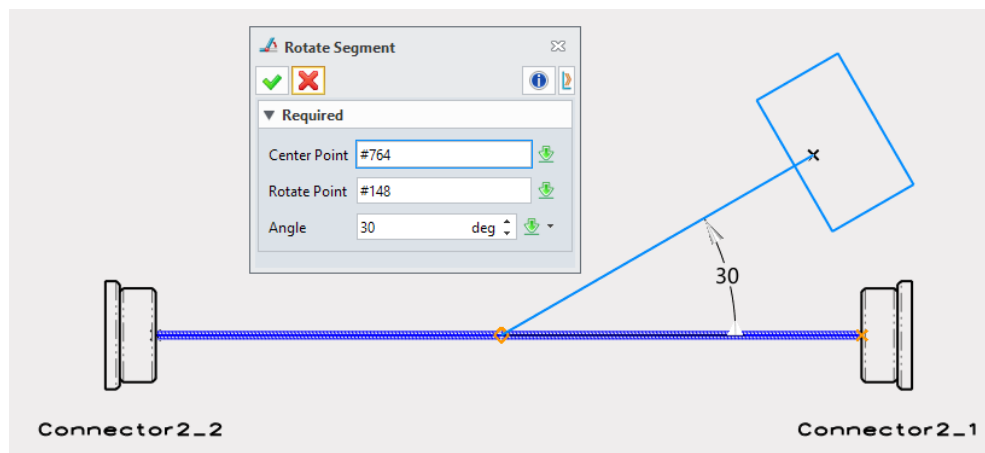 Rotate Segment
Required
Center Point #764
Rotate Point #148
Angle 30 deg
30
Connector2_2
Connector2_1